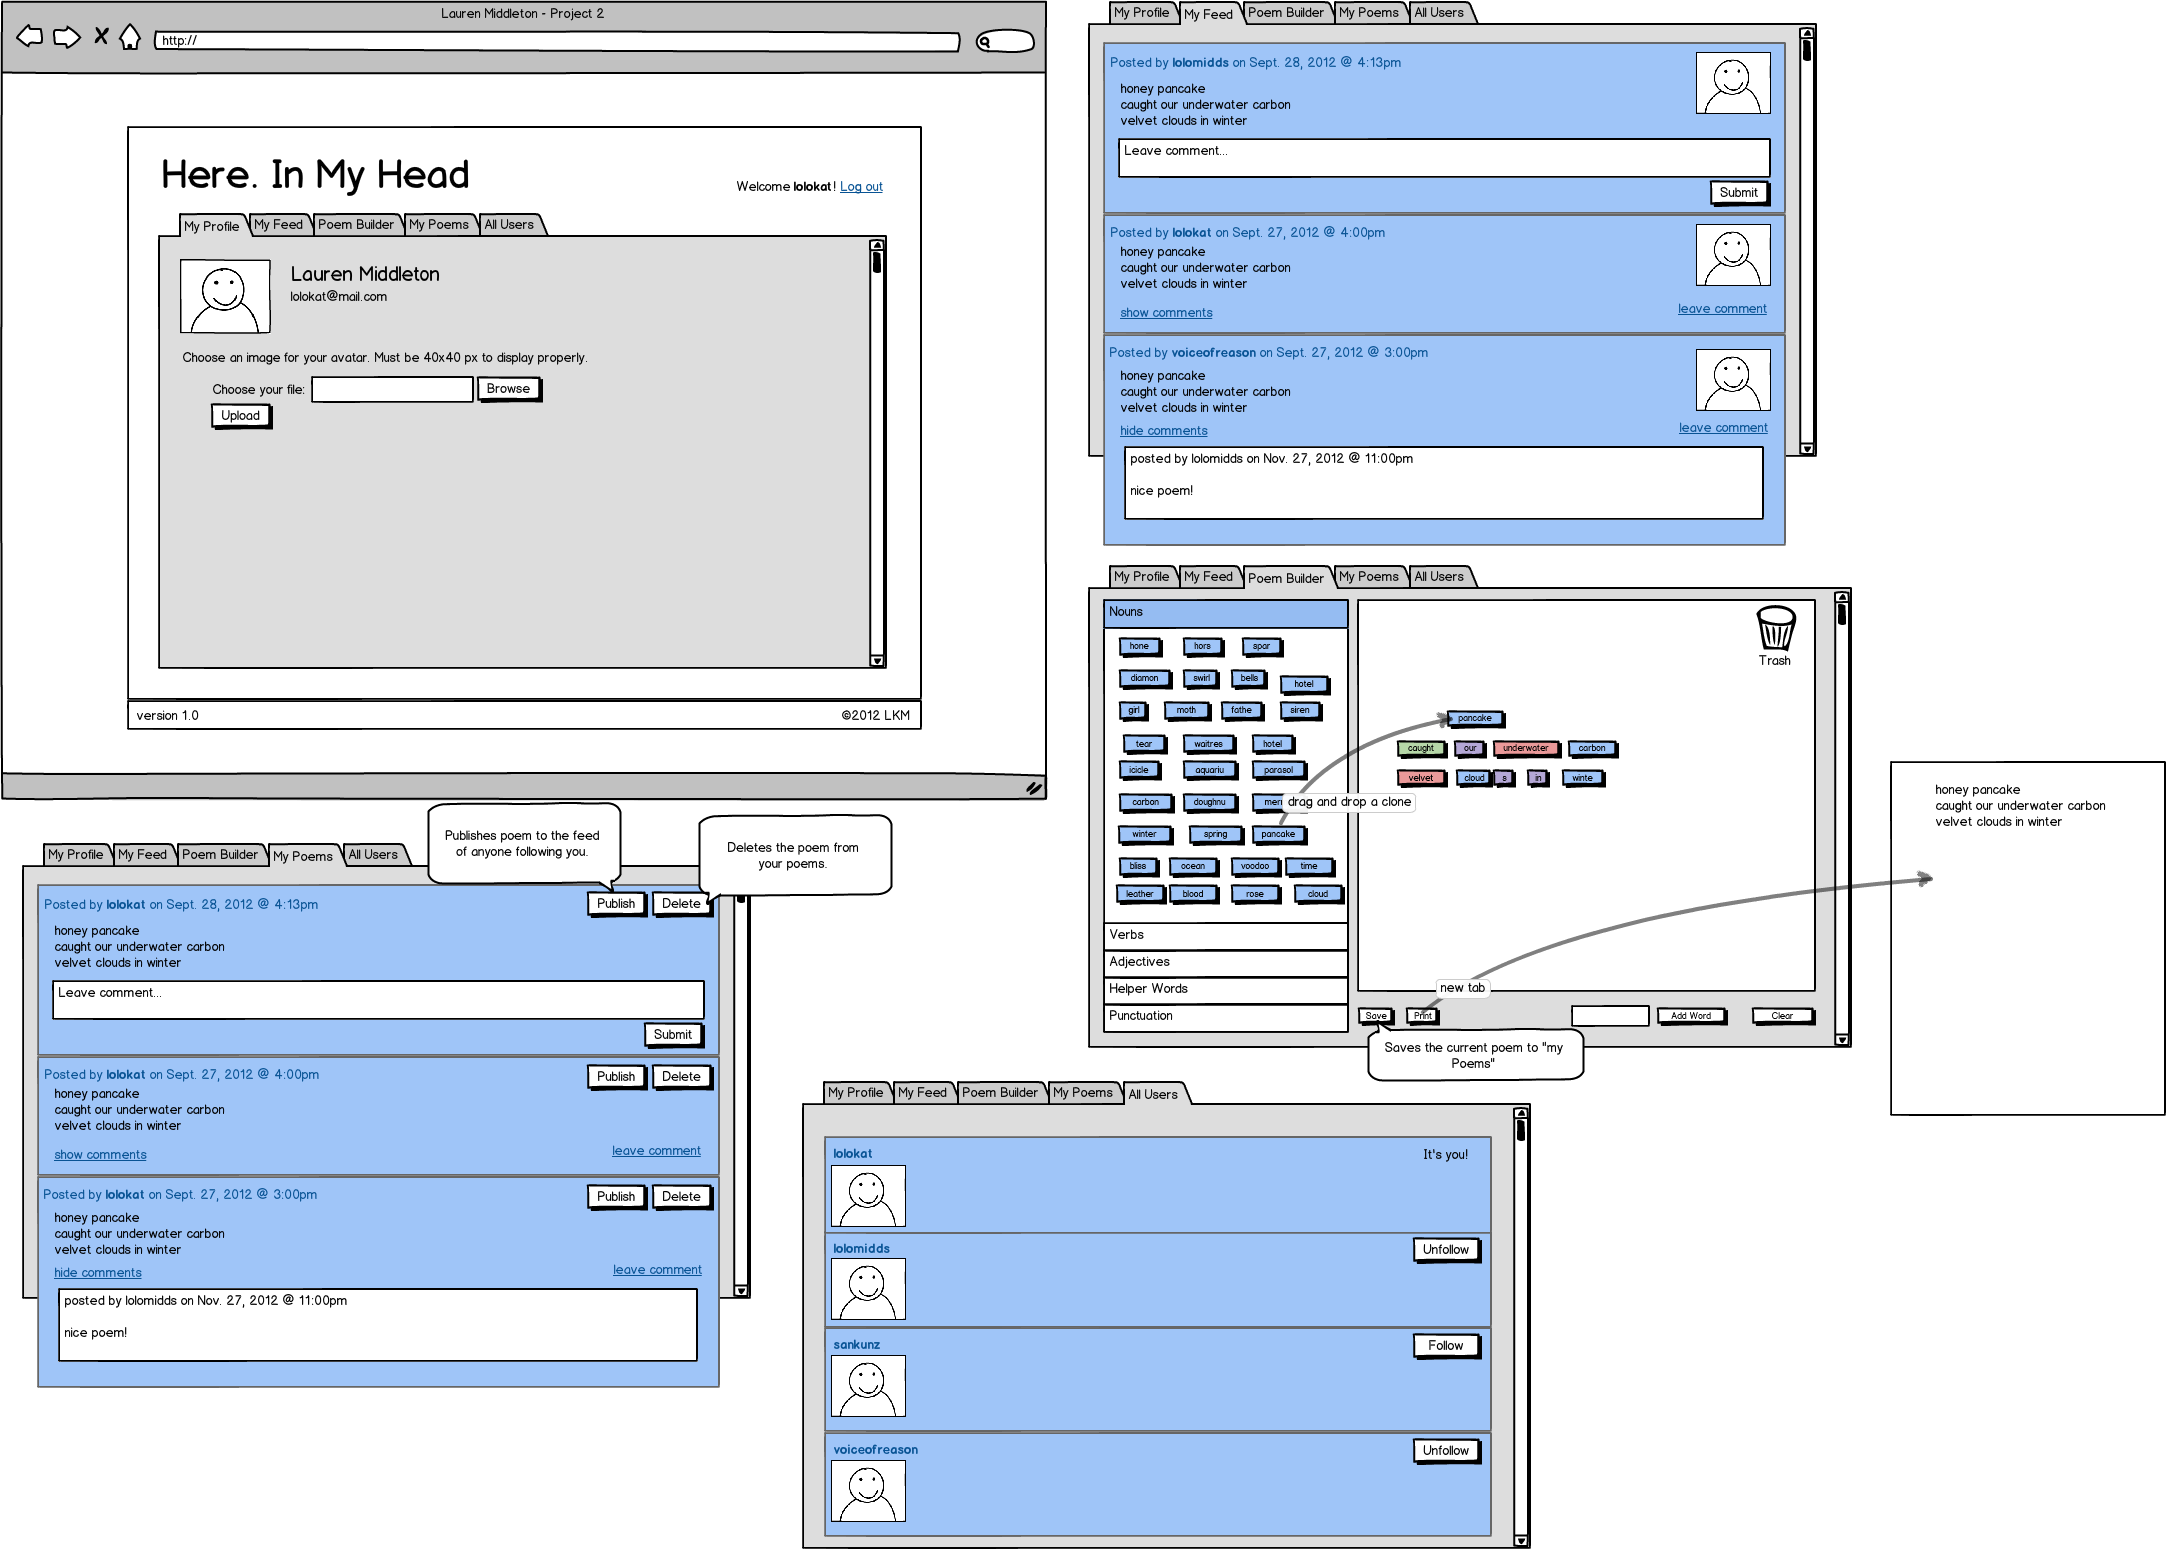 Lauren Middleton - Project 2
http://
Here. In My Head
Welcome lolokat! Log out
My Profile My Feed Poem Builder My Poems All Users
Lauren Middleton
lolokat@mail.com
Choose an image for your avatar. Must be 40x40 px to display properly.
Choose your file: Browse
Upload
version 1.0 ©2012 LKM
My Profile My Feed Poem Builder My Poems All Users
Posted by lolomidds on Sept. 28, 2012 @ 4:13pm
honey pancake
caught our underwater carbon
velvet clouds in winter
Leave comment...
Submit
Posted by lolokat on Sept. 27, 2012 @ 4:00pm
honey pancake
caught our underwater carbon
velvet clouds in winter
show comments leave comment
Posted by voiceofreason on Sept. 27, 2012 @ 3:00pm
honey pancake
caught our underwater carbon
velvet clouds in winter
hide comments leave comment
posted by lolomidds on Nov. 27, 2012 @ 11:00pm
nice poem!
My Profile My Feed Poem Builder My Poems All Users
Nouns
hone hors spar
diamon swirl bells hotel
girl moth fathe siren
tear waitres hotel
icicle aquariu parasol
carbon doughnu
winter spring pancake
bliss ocean voodoo time
leather blood rose cloud
Verbs
Adjectives
Helper Words
Punctuation
Trash
pancake
caught our underwater carbon
velvet cloud s in winte
drag and drop a clone
new tab
Save Print Add Word Clear
Saves the current poem to "my
Poems"
honey pancake
caught our underwater carbon
velvet clouds in winter
Publishes poem to the feed
of anyone following you.
Deletes the poem from
your poems.
My Profile My Feed Poem Builder My Poems All Users
Posted by lolokat on Sept. 28, 2012 @ 4:13pm Publish Delete
honey pancake
caught our underwater carbon
velvet clouds in winter
Leave comment...
Submit
Posted by lolokat on Sept. 27, 2012 @ 4:00pm Publish Delete
honey pancake
caught our underwater carbon
velvet clouds in winter
show comments leave comment
Posted by lolokat on Sept. 27, 2012 @ 3:00pm Publish Delete
honey pancake
caught our underwater carbon
velvet clouds in winter
hide comments leave comment
posted by lolomidds on Nov. 27, 2012 @ 11:00pm
nice poem!
My Profile My Feed Poem Builder My Poems All Users
lolokat It's you!
lolomidds Unfollow
sankunz Follow
voiceofreason Unfollow